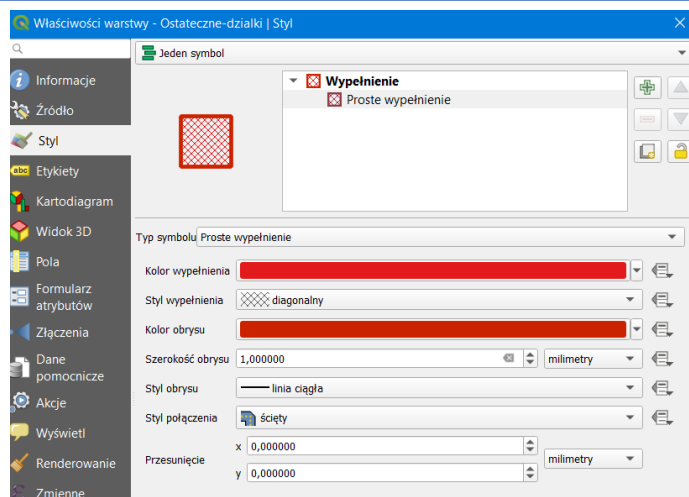 Właściwości warstwy - Ostateczne-dzialki | Styl
Jeden symbol
Informacje
Źródło
Styl
abc Etykiety
Kartodiagram
Widok 3D
Pola
Formularz
atrybutów
Złączenia
Dane
pomocnicze
Akcje
Wyświetl
Renderowanie
Zmienne
Wypełnienie
Proste wypełnienie
Typ symbolu Proste wypełnienie
Kolor wypełnienia
Styl wypełnienia diagonalny
Kolor obrysu
Szerokość obrysu 1,000000 milimetry
Styl obrysu linia ciągła
Styl połączenia ścięty
Przesunięcie
x 0,000000
y 0,000000
milimetry